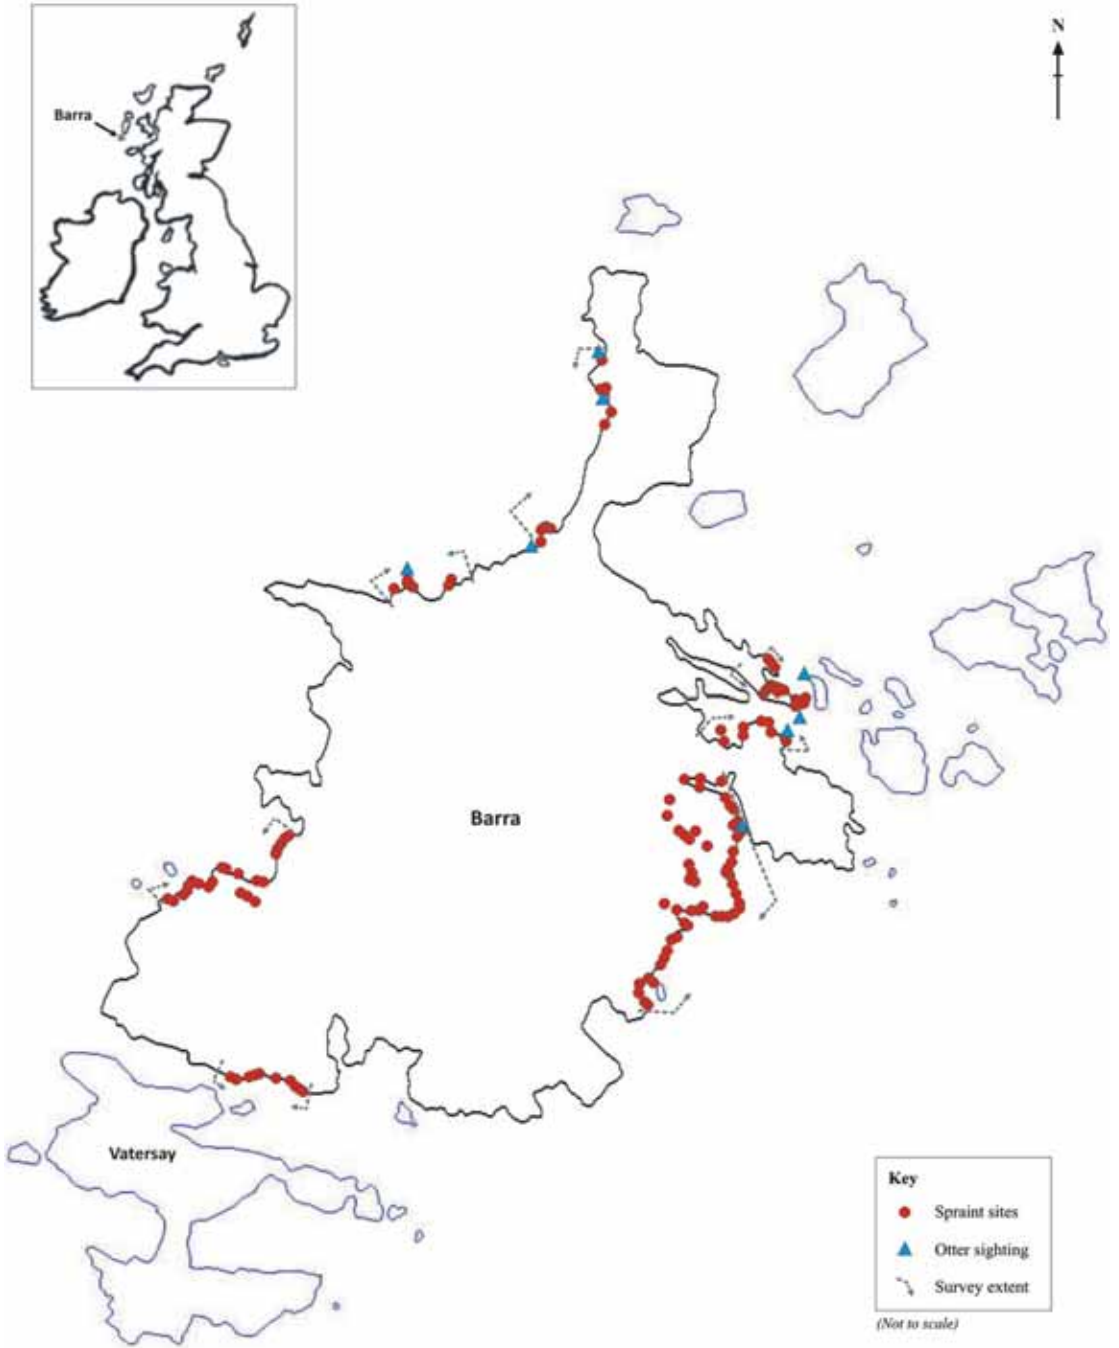 N
Barra
Barra
Vatersay
Key
Spraint sites
Otter sighting
Survey extent
(Not to scale)